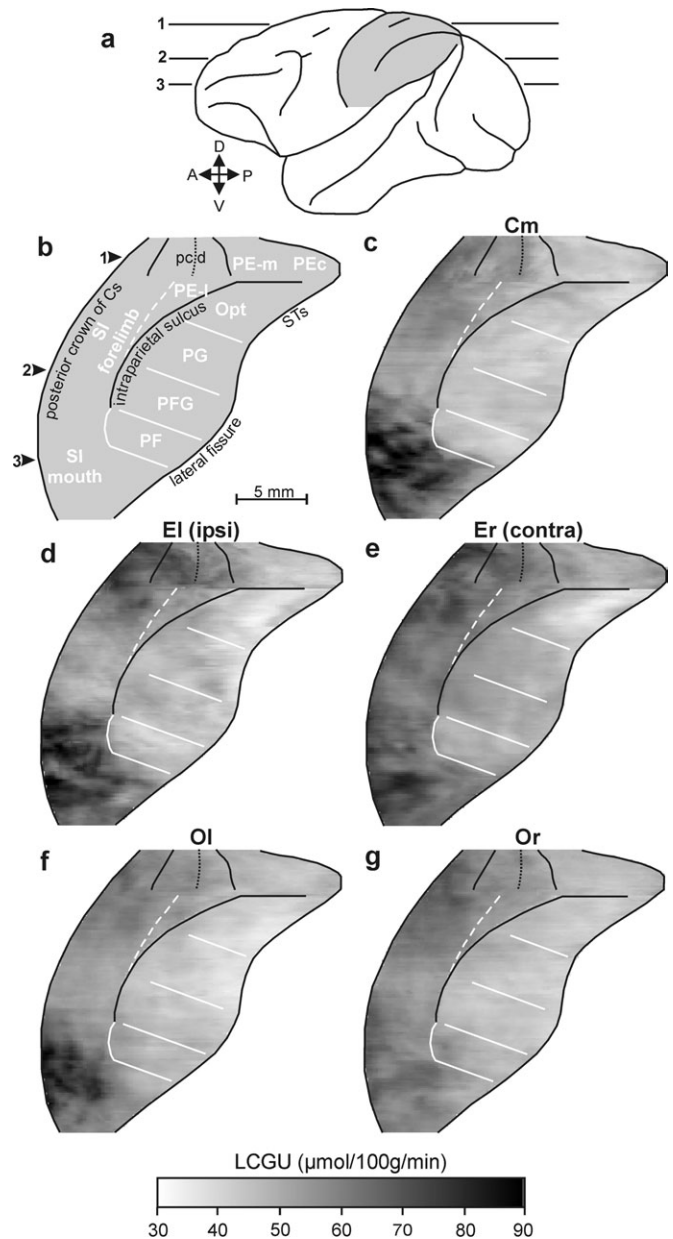 a
1
2
3
D
A P
V
b
1
2
3
posterior crown of Cs
pcd
PE-m
PEc
PE-l
Opt
STs
SI
forelimb
intraparietal sulcus
PG
PFG
PF
lateral fissure
SI
mouth
5 mm
c
Cm
d
El (ipsi)
e
Er (contra)
f
Ol
g
Or
LCGU (μmol/100g/min)
30 40 50 60 70 80 90